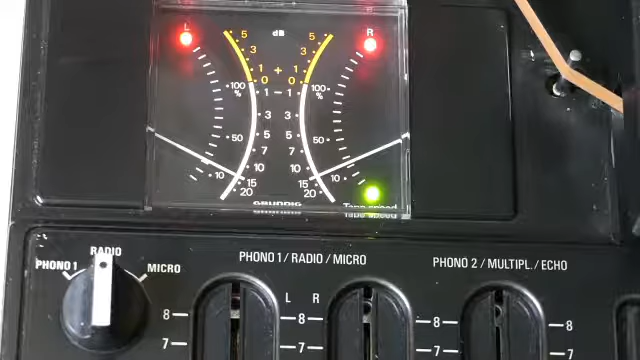 L dB R
5 5
3 3
1 + 1
0 0
100 % 1 – 1 100 %
3 3
50 5 5 50
7 7
10 10 10 10
15 15
20 20
GRUNDIG
Tape speed
RADIO
PHONO 1 MICRO
PHONO 1 / RADIO / MICRO
PHONO 2 / MULTIPL. / ECHO
L R
8 8 8 8
7 7 7 7